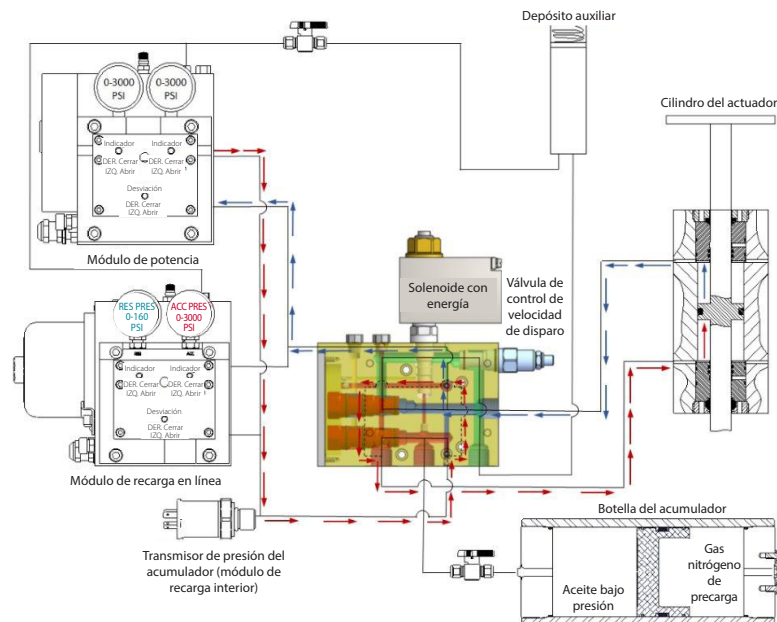 Depósito auxiliar
Cilindro del actuador
0-3000
PSI
0-3000
PSI
Indicador
Indicador
DER. Cerrar
IZQ. Abrir
DER. Cerrar
IZQ. Abrir
Desviación
DER. Cerrar
IZQ. Abrir
Módulo de potencia
Solenoide con
energía
Válvula de
control de
velocidad
de disparo
RES PRES
0-160
PSI
ACC PRES
0-3000
PSI
RES
ACC
Indicador
Indicador
DER. Cerrar
IZQ. Abrir
DER. Cerrar
IZQ. Abrir
Desviación
DER. Cerrar
IZQ. Abrir
Módulo de recarga en línea
Transmisor de presión del
acumulador (módulo de
recarga interior)
Botella del acumulador
Aceite bajo
presión
Gas
nitrógeno
de
precarga